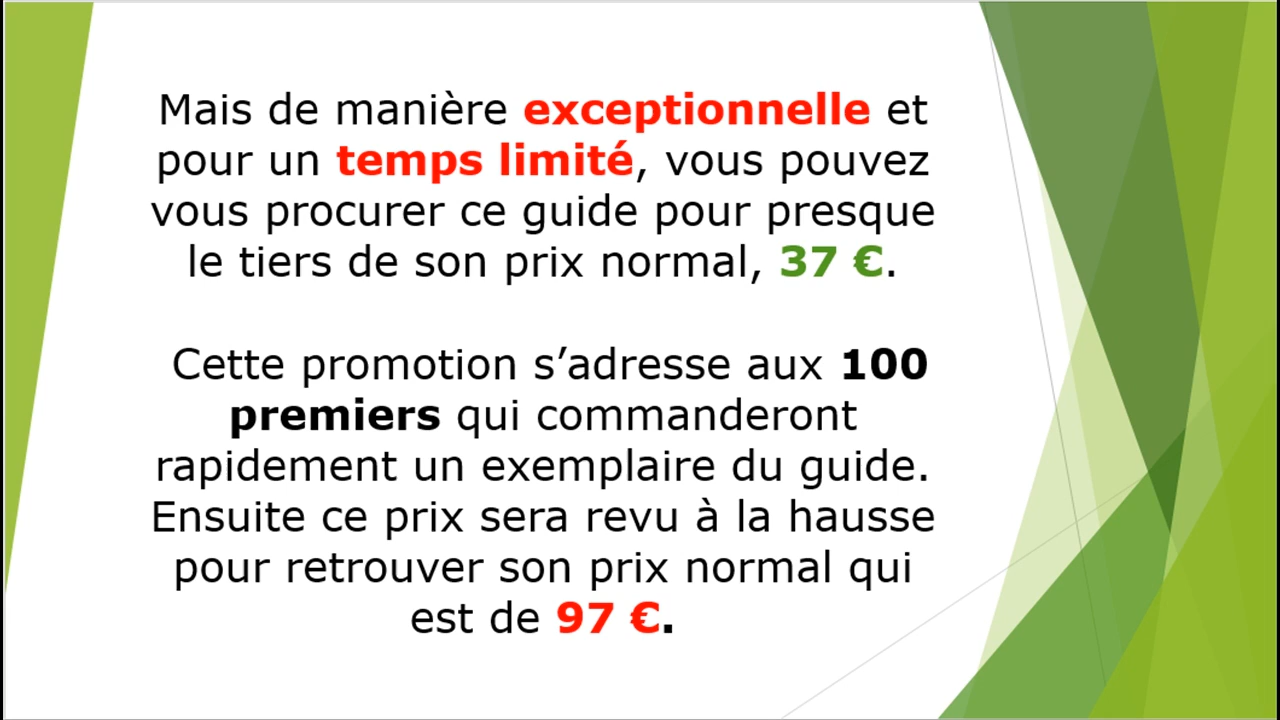 Mais de manière exceptionnelle et
pour un temps limité, vous pouvez
vous procurer ce guide pour presque
le tiers de son prix normal, 37 €.
Cette promotion s’adresse aux 100
premiers qui commanderont
rapidement un exemplaire du guide.
Ensuite ce prix sera revu à la hausse
pour retrouver son prix normal qui
est de 97 €.